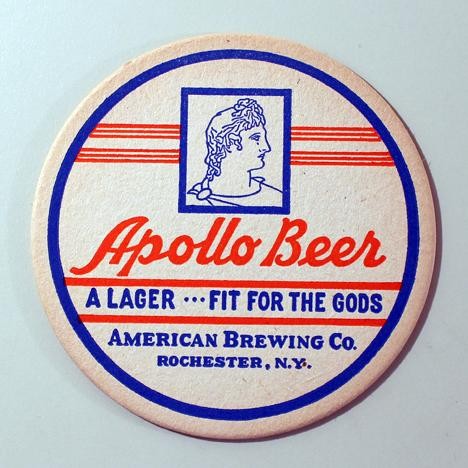 Apollo Beer
A LAGER ... FIT FOR THE GODS
AMERICAN BREWING CO.
ROCHESTER, N.Y.